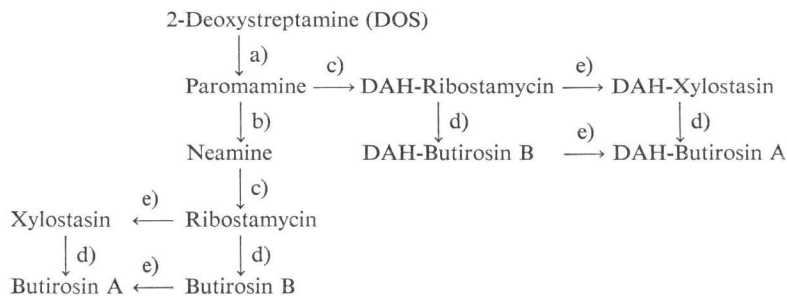 2-Deoxystreptamine (DOS)
a)
Paromamine c) DAH-Ribostamycin e) DAH-Xylostasin
b) d) d)
Neamine DAH-Butirosin B e) DAH-Butirosin A
c)
Xylostasin e) Ribostamycin
d) d)
Butirosin A e) Butirosin B